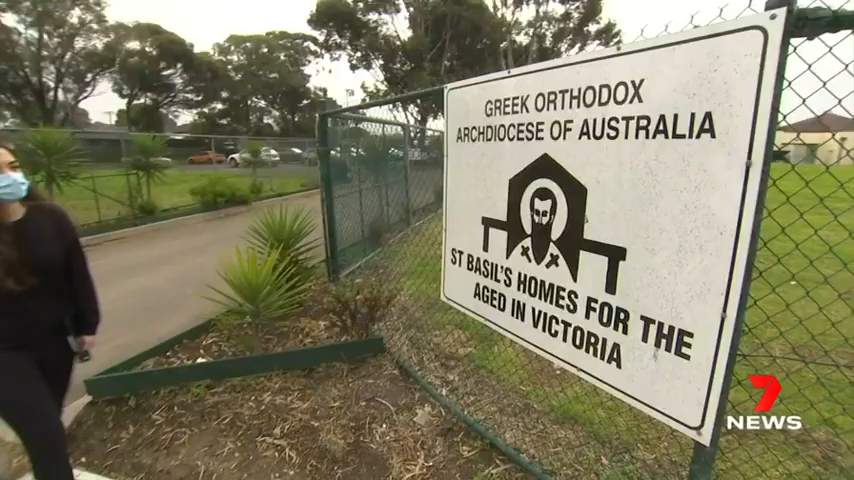 GREEK ORTHODOX
ARCHDIOCESE OF AUSTRALIA
ST BASIL'S HOMES FOR THE
AGED IN VICTORIA
7
NEWS